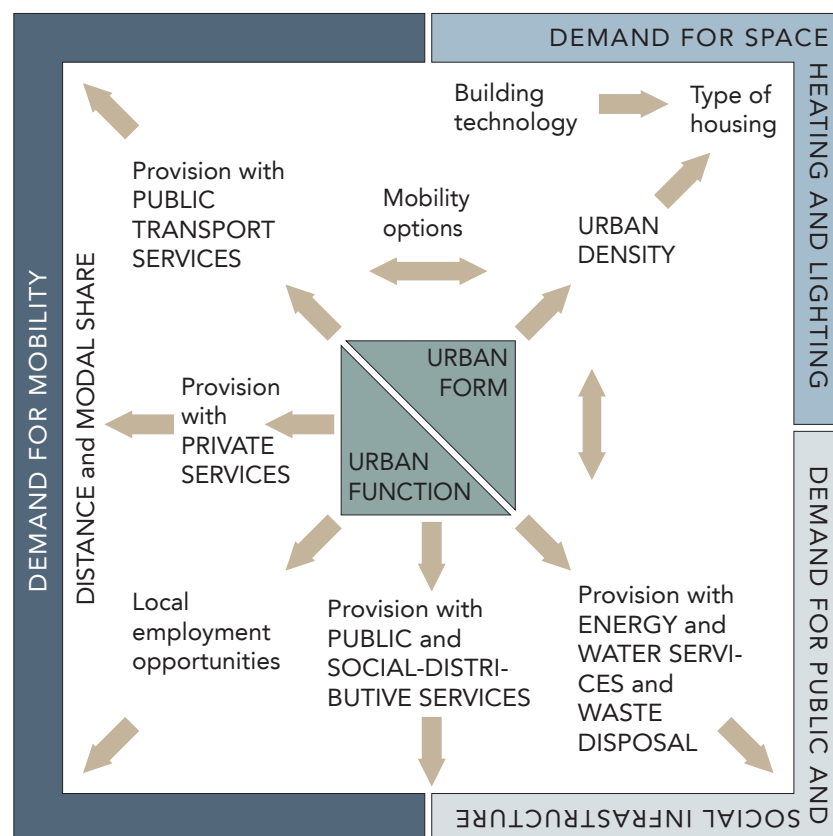 DEMAND FOR SPACE
HEATING AND LIGHTING
Building
technology
Type of
housing
Provision with
PUBLIC
TRANSPORT
SERVICES
Mobility
options
URBAN
DENSITY
DEMAND FOR MOBILITY
DISTANCE and MODAL SHARE
URBAN
FORM
Provision
with
PRIVATE
SERVICES
URBAN
FUNCTION
Local
employment
opportunities
Provision with
PUBLIC and
SOCIAL-DISTRI-
BUTIVE SERVICES
Provision with
ENERGY and
WATER SERVI-
CES and
WASTE
DISPOSAL
DEMAND FOR PUBLIC AND
SOCIAL INFRASTRUCTURE